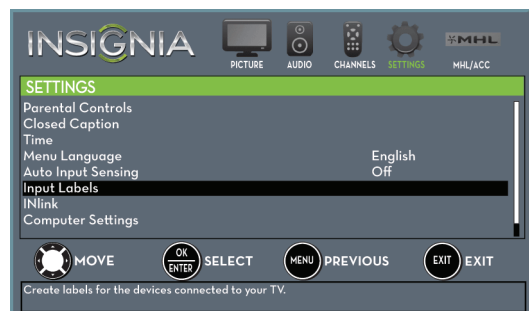 INSIGNIA
PICTURE AUDIO CHANNELS SETTINGS MHL MHL/ACC
SETTINGS
Parental Controls
Closed Caption
Time
Menu Language English
Auto Input Sensing Off
Input Labels
INlink
Computer Settings
MOVE OK ENTER SELECT MENU PREVIOUS EXIT EXIT
Create labels for the devices connected to your TV.